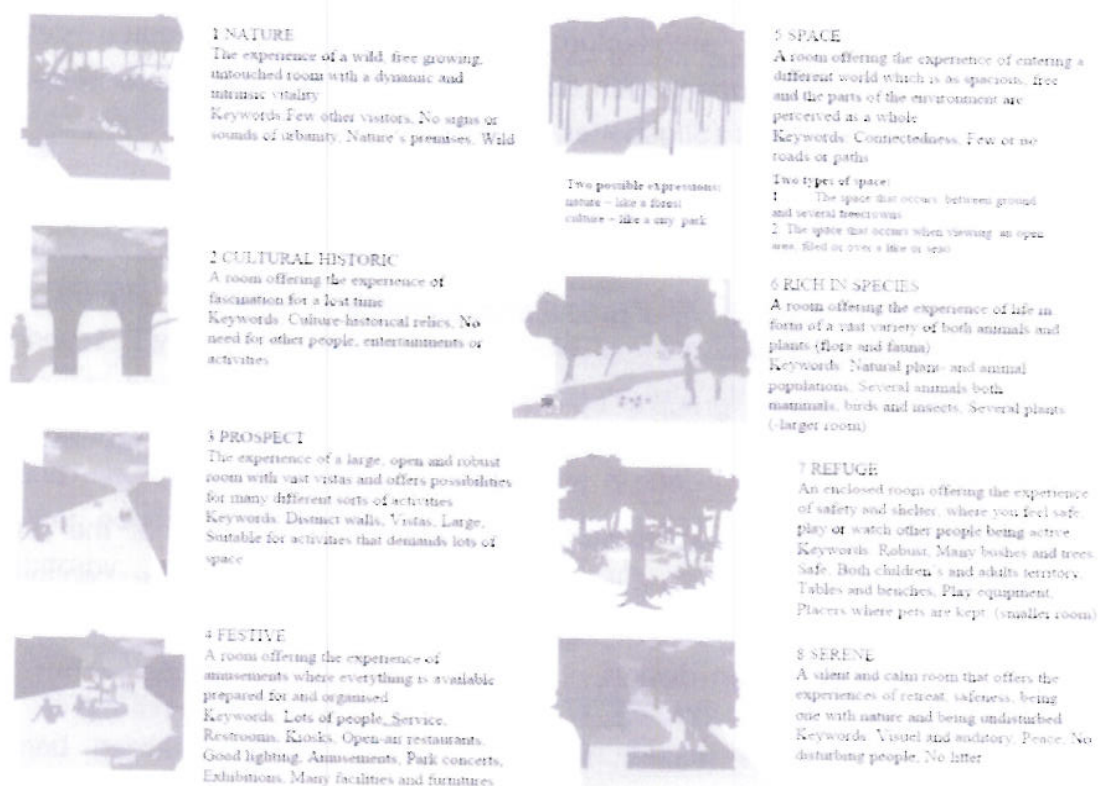 1 NATURE
The experience of a wild, free growing,
untouched room with a dynamic and
intrinsic vitality
Keywords Few other visitors, No signs or
sounds of urbanity, Nature's premises, Wild
2 CULTURAL HISTORIC
A room offering the experience of
fascination for a lost time
Keywords: Culture-historical relics, No
need for other people, entertainments or
activities
3 PROSPECT
The experience of a large, open and robust
room with vast vistas and offers possibilities
for many different sorts of activities
Keywords: Distinct walls, Vistas, Large,
Suitable for activities that demands lots of
space
4 FESTIVE
A room offering the experience of
amusements where everything is available
prepared for and organised
Keywords: Lots of people, Service,
Restrooms, Kiosks, Open-air restaurants,
Good lighting, Amusements, Park concerts,
Exhibitions, Many facilities and furnitures
Two possible expressions:
nature – like a forest
culture – like a city park
5 SPACE
A room offering the experience of entering a
different world which is as spacious, free
and the parts of the environment are
perceived as a whole
Keywords: Connectedness, Few or no
roads or paths
Two types of space:
1 The space that occurs between ground
and several treecrowns
2. The space that occurs when viewing an open
area, filed or over a lake or sea)
6 RICH IN SPECIES
A room offering the experience of life in
form of a vast variety of both animals and
plants (flora and fauna)
Keywords: Natural plant- and animal
populations, Several animals both
mammals, birds and insects, Several plants
(-larger room)
7 REFUGE
An enclosed room offering the experience
of safety and shelter, where you feel safe,
play or watch other people being active
Keywords: Robust, Many bushes and trees,
Safe, Both children's and adults territory,
Tables and benches, Play equipment,
Placers where pets are kept. (smaller room)
8 SERENE
A silent and calm room that offers the
experiences of retreat, safeness, being
one with nature and being undisturbed
Keywords: Visuel and auditory, Peace, No
disturbing people, No litter